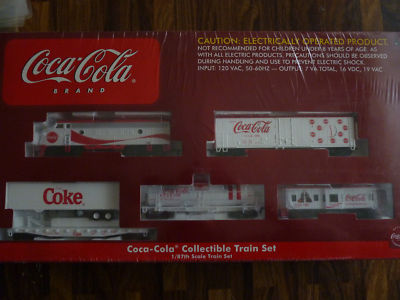 Coca-Cola
BRAND
CAUTION: ELECTRICALLY OPERATED PRODUCT.
NOT RECOMMENDED FOR CHILDREN UNDER 8 YEARS OF AGE. AS
WITH ALL ELECTRIC PRODUCTS, PRECAUTIONS SHOULD BE OBSERVED
DURING HANDLING AND USE TO PREVENT ELECTRIC SHOCK.
INPUT: 120 VAC, 50-60HZ — OUTPUT: 7 VA TOTAL, 16 VDC, 19 VAC
Coca-Cola
Coke
Coca-Cola
Coca-Cola® Collectible Train Set
1/87th Scale Train Set